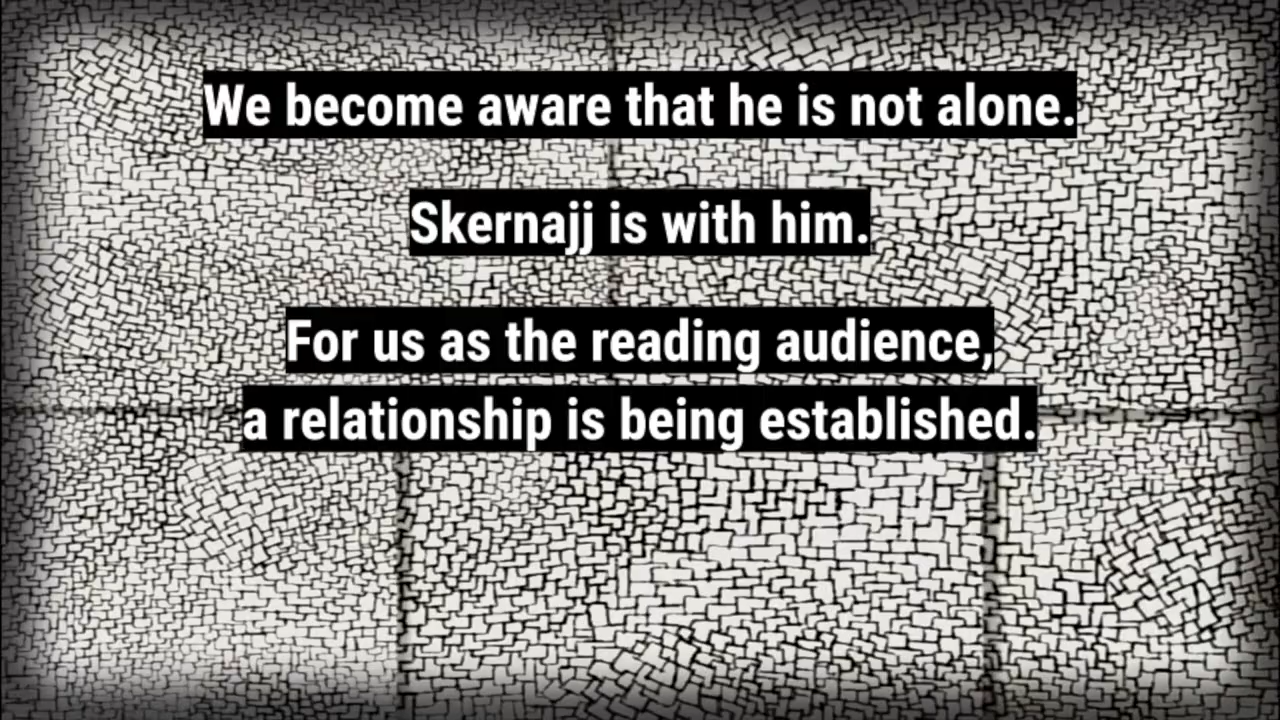 We become aware that he is not alone.
Skernajj is with him.
For us as the reading audience,
a relationship is being established.